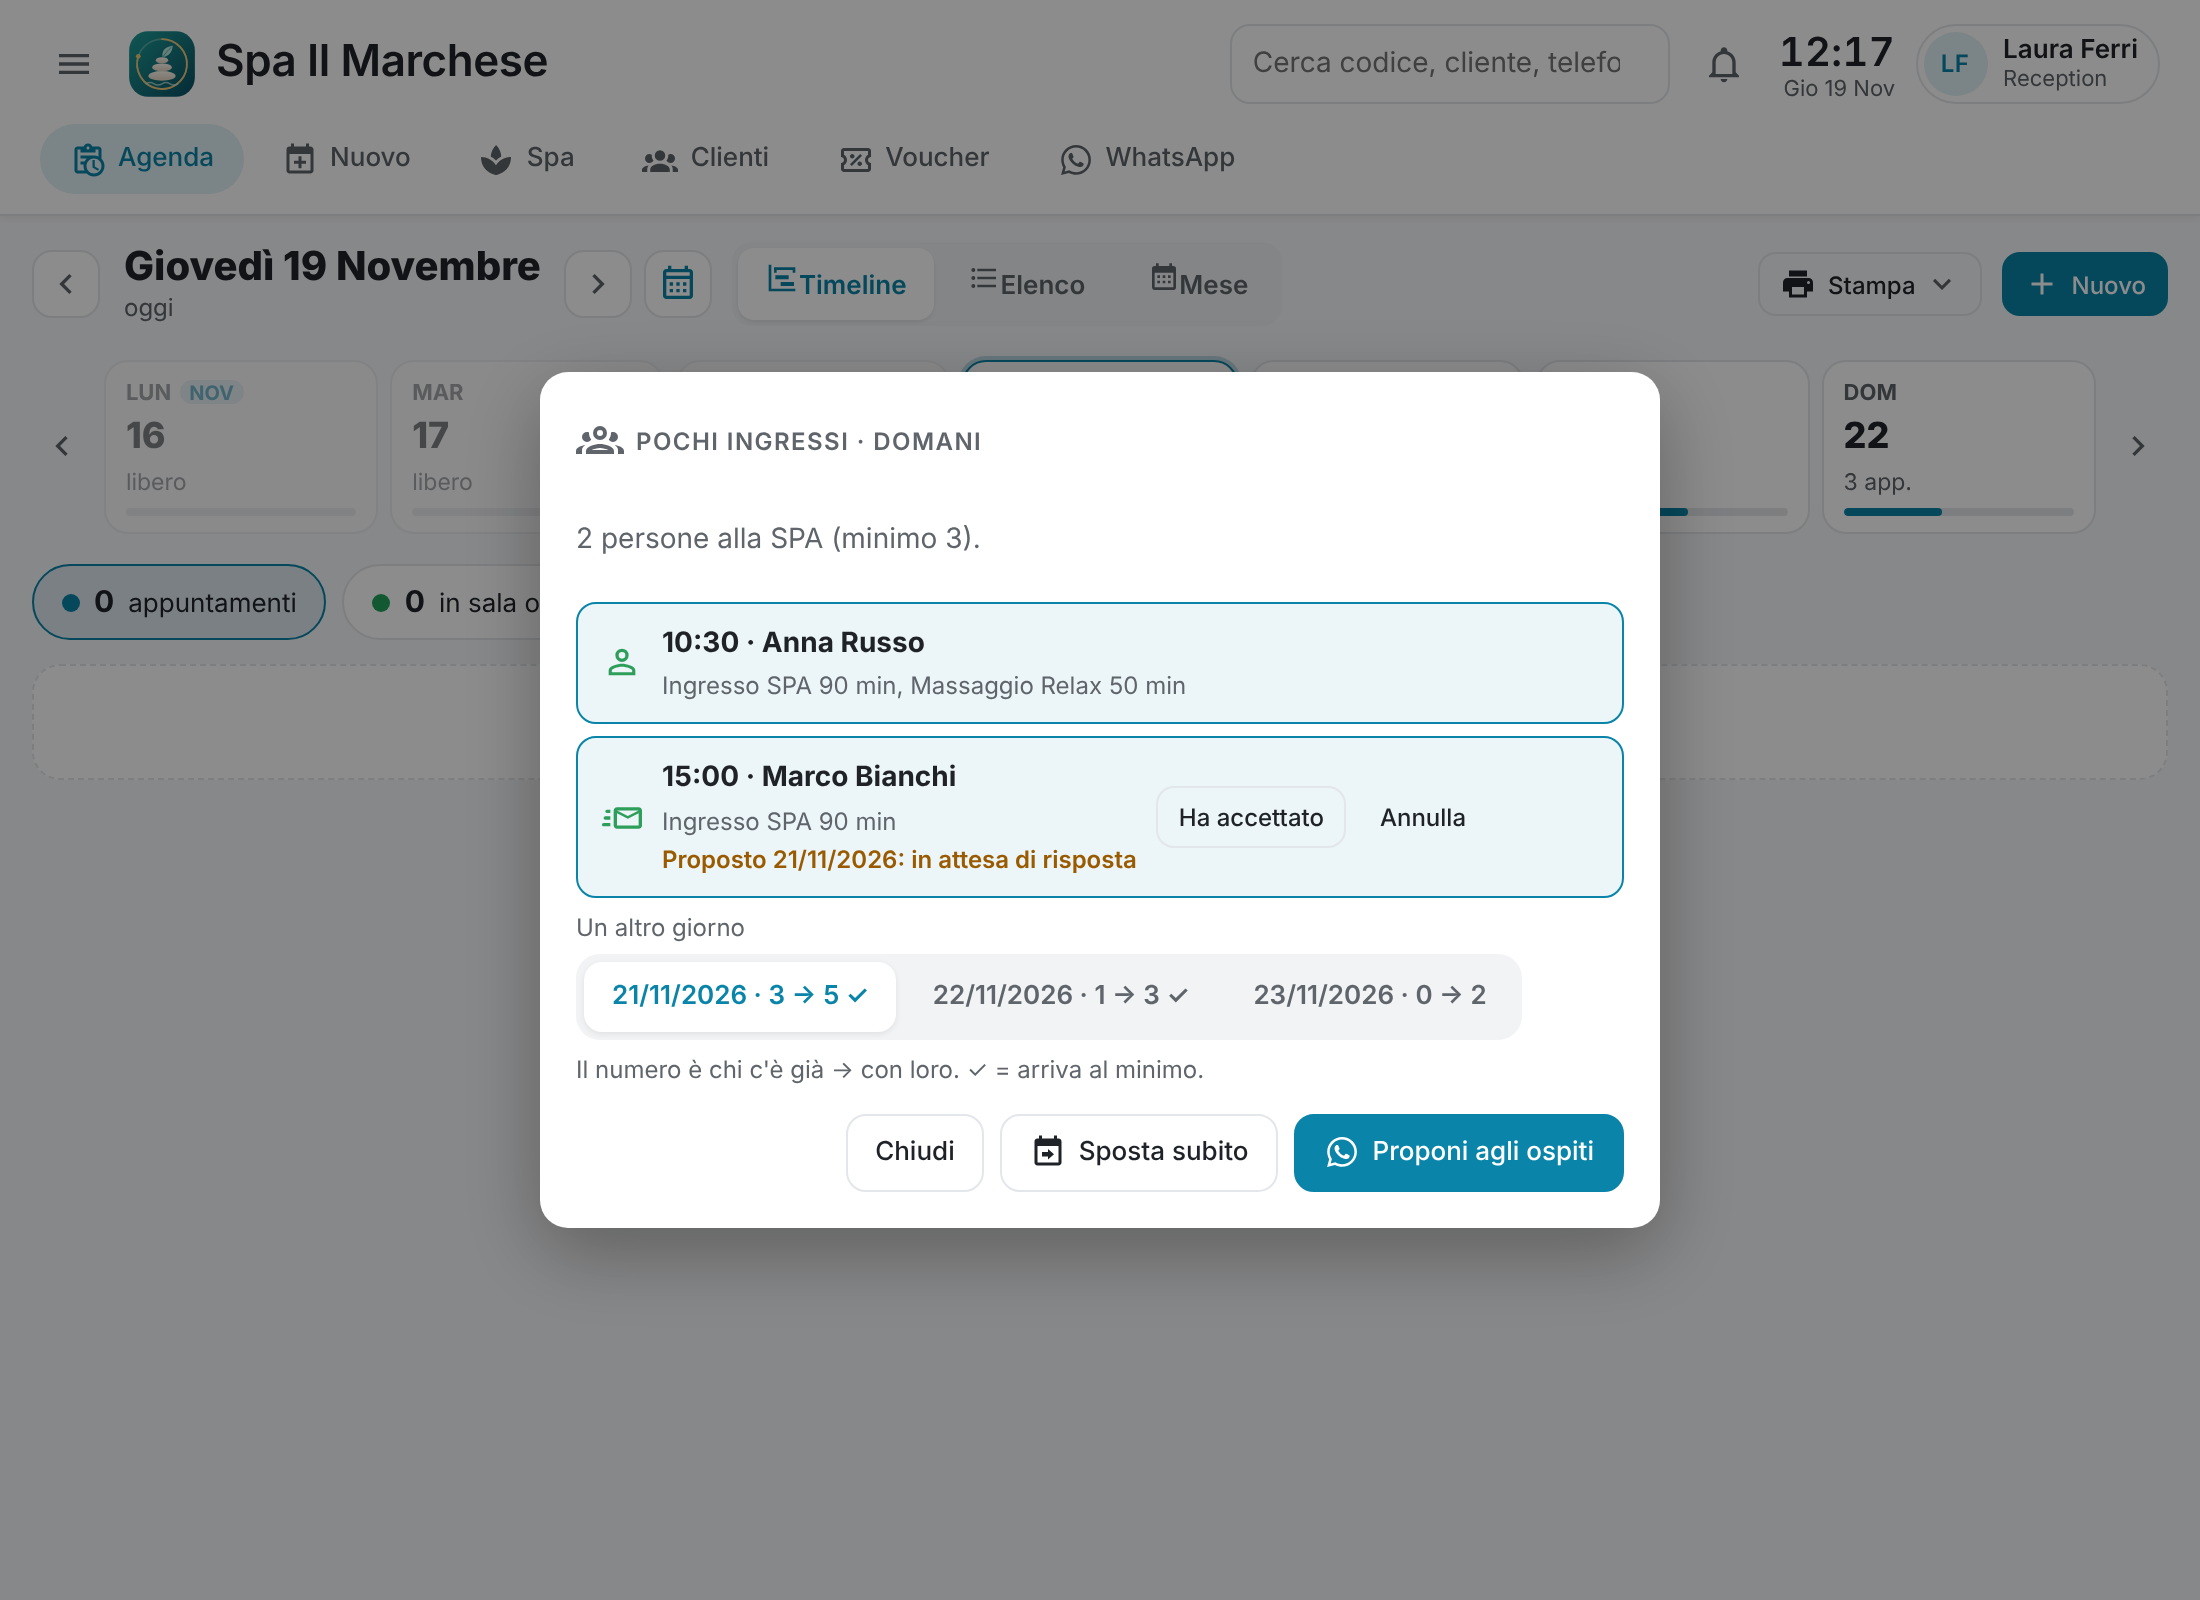 Spa Il Marchese
Cerca codice, cliente, telefo
12:17
Gio 19 Nov
LF
Laura Ferri
Reception
Agenda
Nuovo
Spa
Clienti
Voucher
WhatsApp
Giovedì 19 Novembre
oggi
Timeline
Elenco
Mese
Stampa
Nuovo
LUN NOV
16
libero
MAR
17
libero
DOM
22
3 app.
0 appuntamenti
0 in sala o
POCHI INGRESSI · DOMANI
2 persone alla SPA (minimo 3).
10:30 · Anna Russo
Ingresso SPA 90 min, Massaggio Relax 50 min
15:00 · Marco Bianchi
Ingresso SPA 90 min
Proposto 21/11/2026: in attesa di risposta
Ha accettato
Annulla
Un altro giorno
21/11/2026 · 3 → 5 ✓
22/11/2026 · 1 → 3 ✓
23/11/2026 · 0 → 2
Il numero è chi c'è già → con loro. ✓ = arriva al minimo.
Chiudi
Sposta subito
Proponi agli ospiti